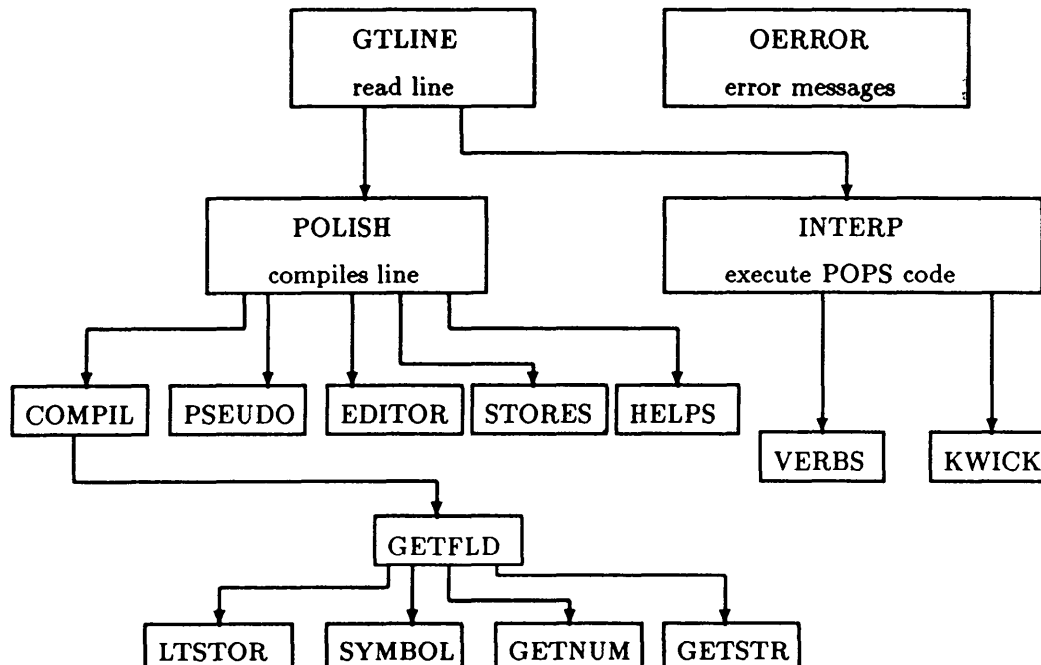 GTLINE
read line
OERROR
error messages
POLISH
compiles line
INTERP
execute POPS code
COMPIL
PSEUDO
EDITOR
STORES
HELPS
VERBS
KWICK
GETFLD
LTSTOR
SYMBOL
GETNUM
GETSTR